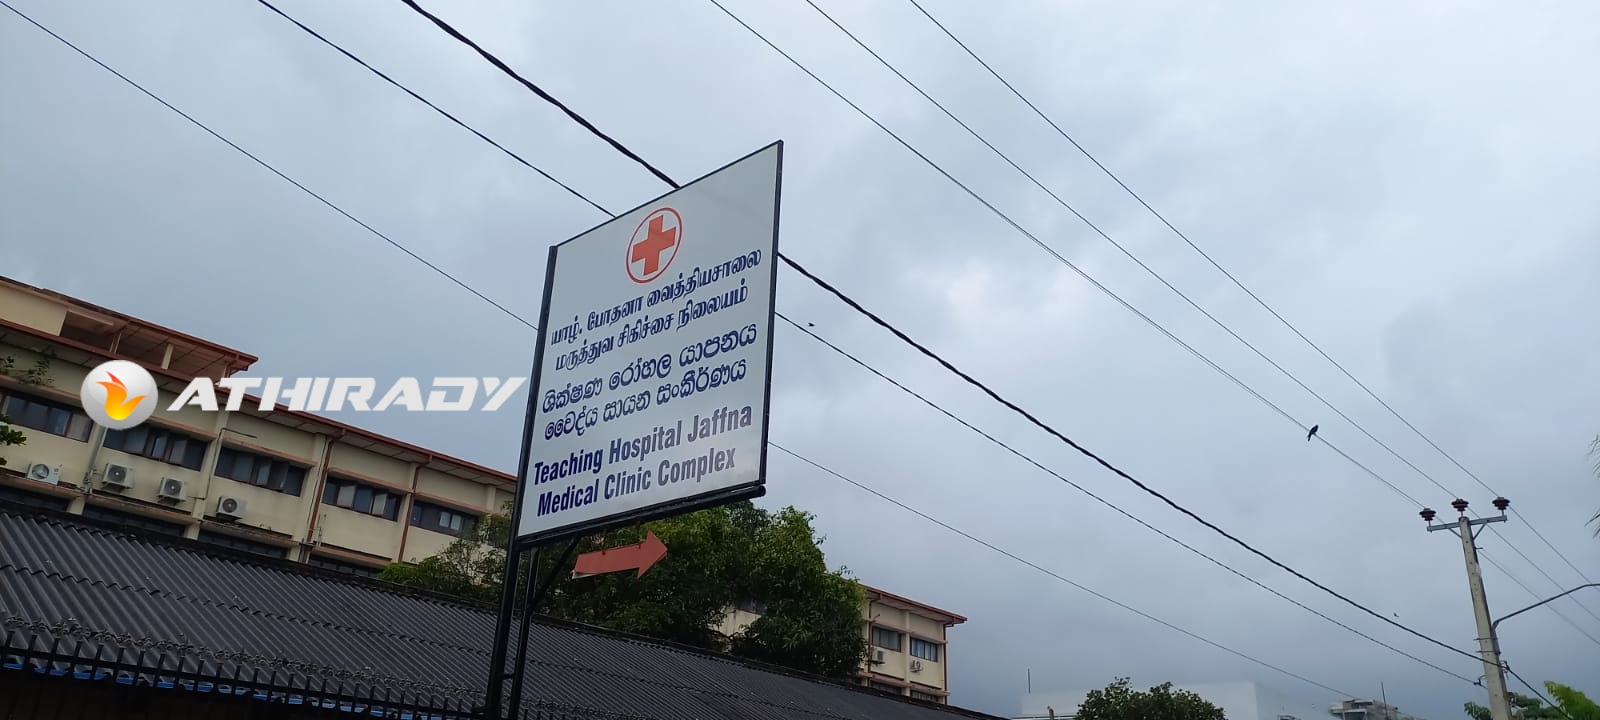 யாழ். போதனா வைத்தியசாலை
மருத்துவ சிகிச்சை நிலையம்
ශික්ෂණ රෝහල යාපනය
වෛද්ය සායන සංකීර්ණය
Teaching Hospital Jaffna
Medical Clinic Complex
ATHIRADY